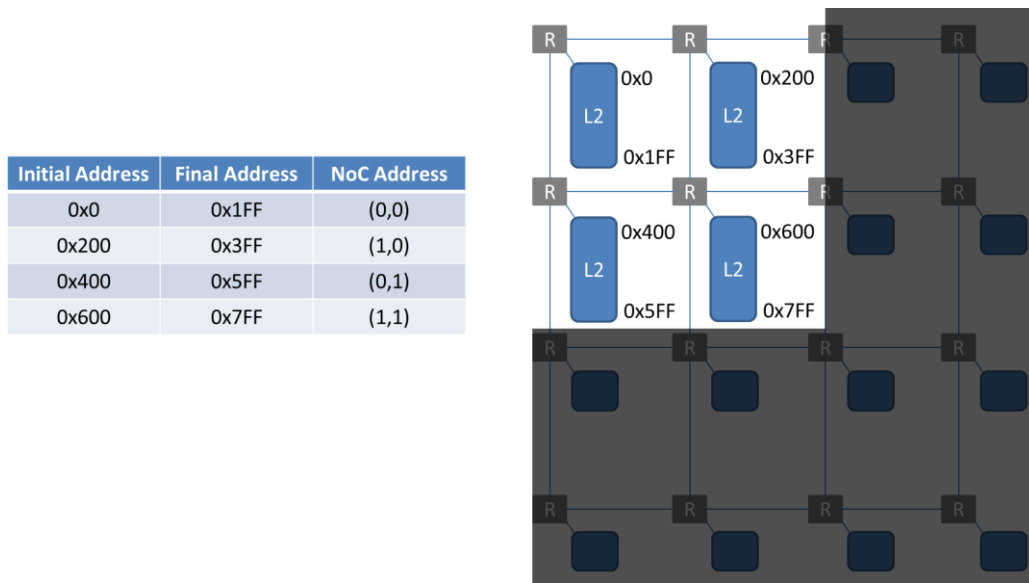 Initial Address Final Address NoC Address
0x0 0x1FF (0,0)
0x200 0x3FF (1,0)
0x400 0x5FF (0,1)
0x600 0x7FF (1,1)
R R R R
0x0 0x200
L2 L2
0x1FF 0x3FF
R R R R
0x400 0x600
L2 L2
0x5FF 0x7FF
R R R R
R R R R